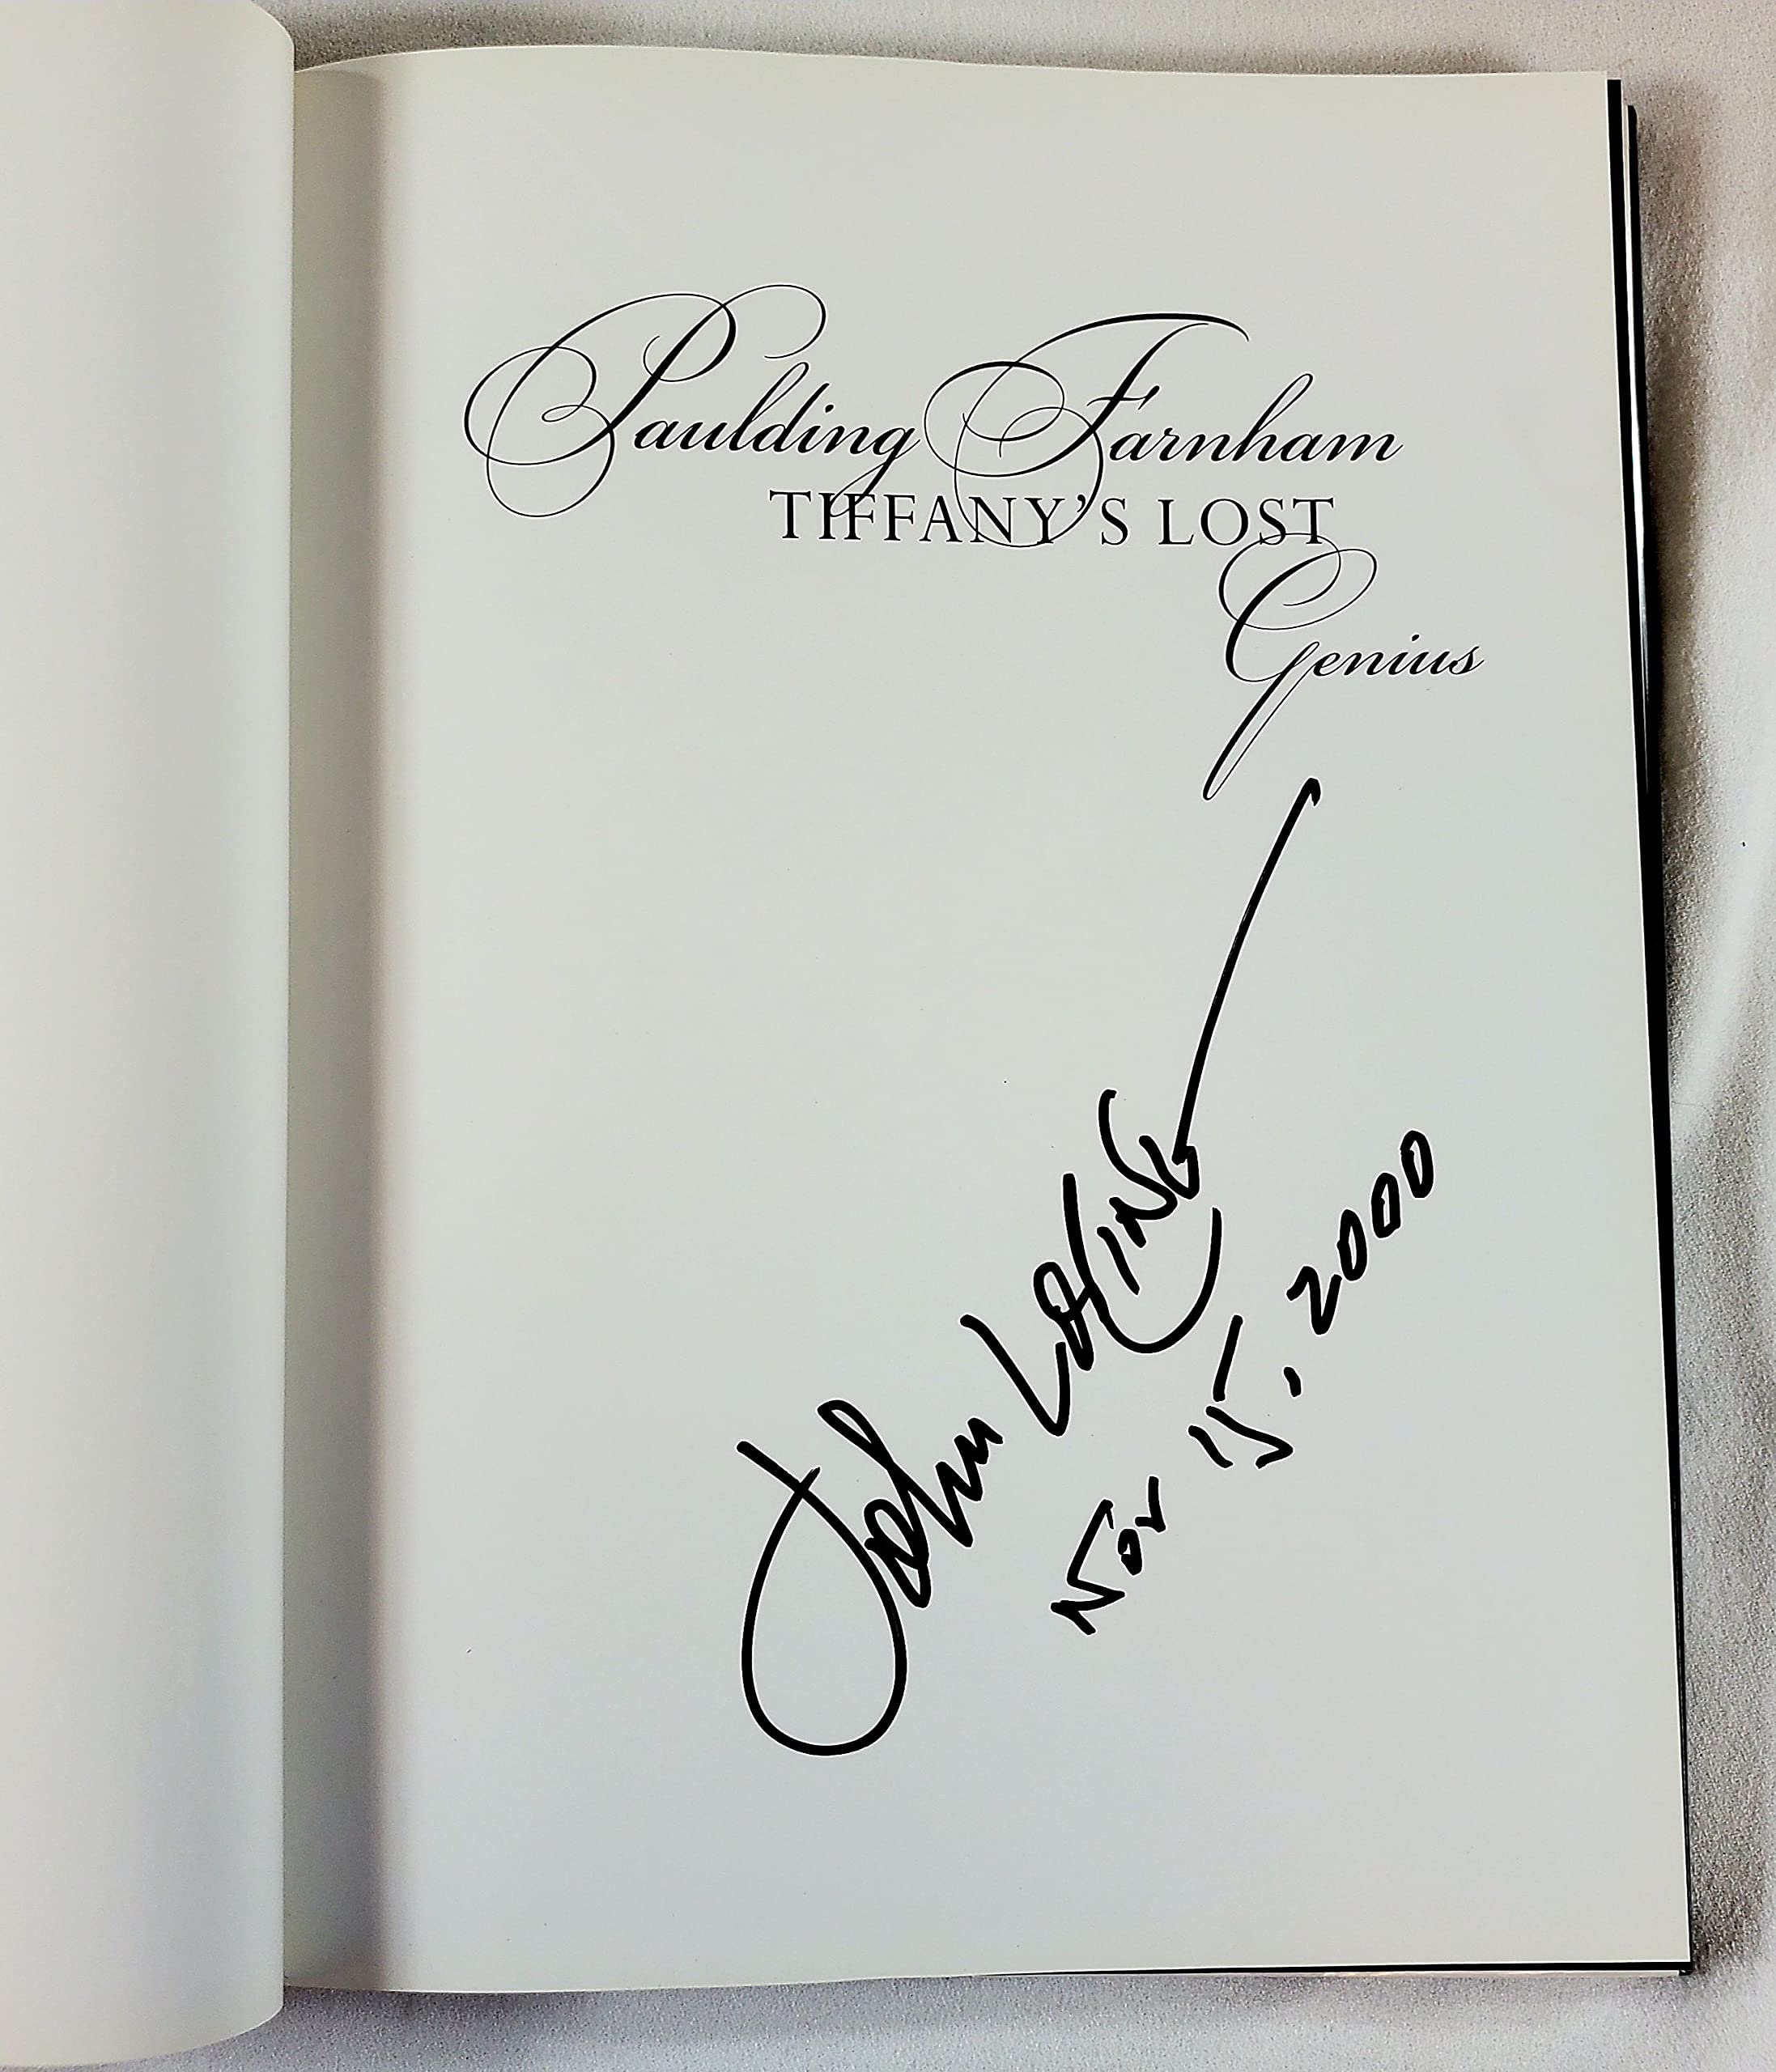 Paulding Farnham
TIFFANY'S LOST
Genius
John Loring
Nov 15, 2000